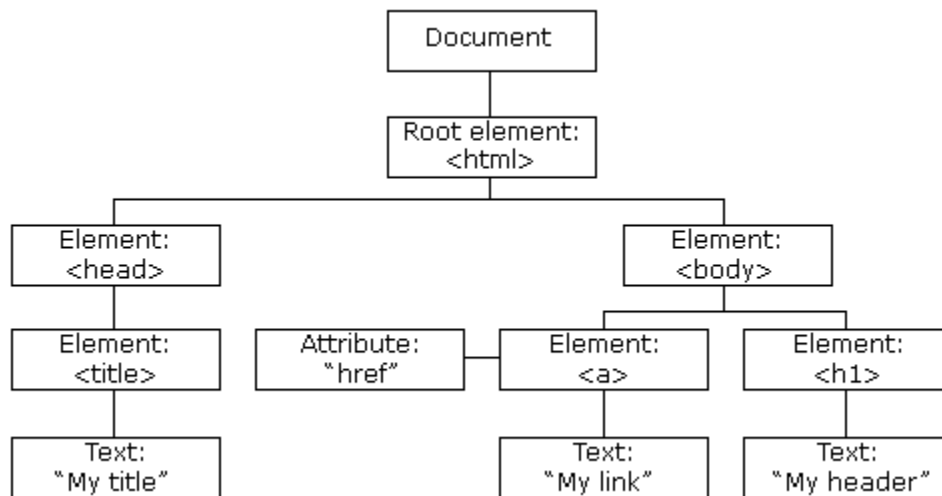 Document
Root element:
<html>
Element:
<head>
Element:
<body>
Element:
<title>
Attribute:
“href”
Element:
<a>
Element:
<h1>
Text:
“My title”
Text:
“My link”
Text:
“My header”